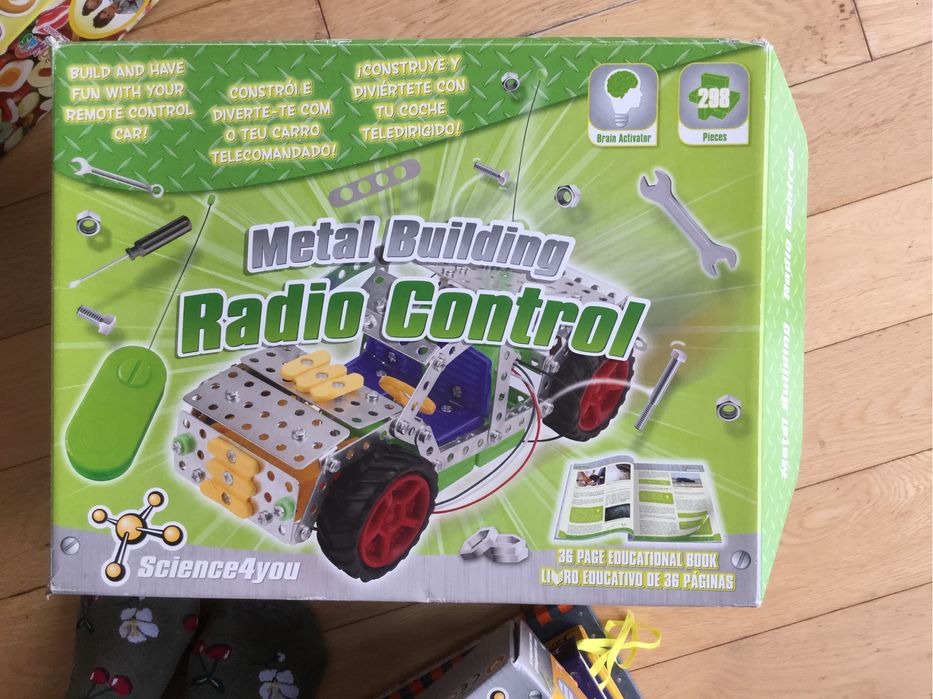 BUILD AND HAVE
FUN WITH YOUR
REMOTE CONTROL
CAR!
CONSTRÓI E
DIVERTE-TE COM
O TEU CARRO
TELECOMANDADO!
¡CONSTRUYE Y
DIVIÉRTETE CON
TU COCHE
TELEDIRIGIDO!
Brain Activator
298
Pieces
Metal Building
Radio Control
Science4you
36 PAGE EDUCATIONAL BOOK
LIVRO EDUCATIVO DE 36 PÁGINAS
Metal Building - Radio Control